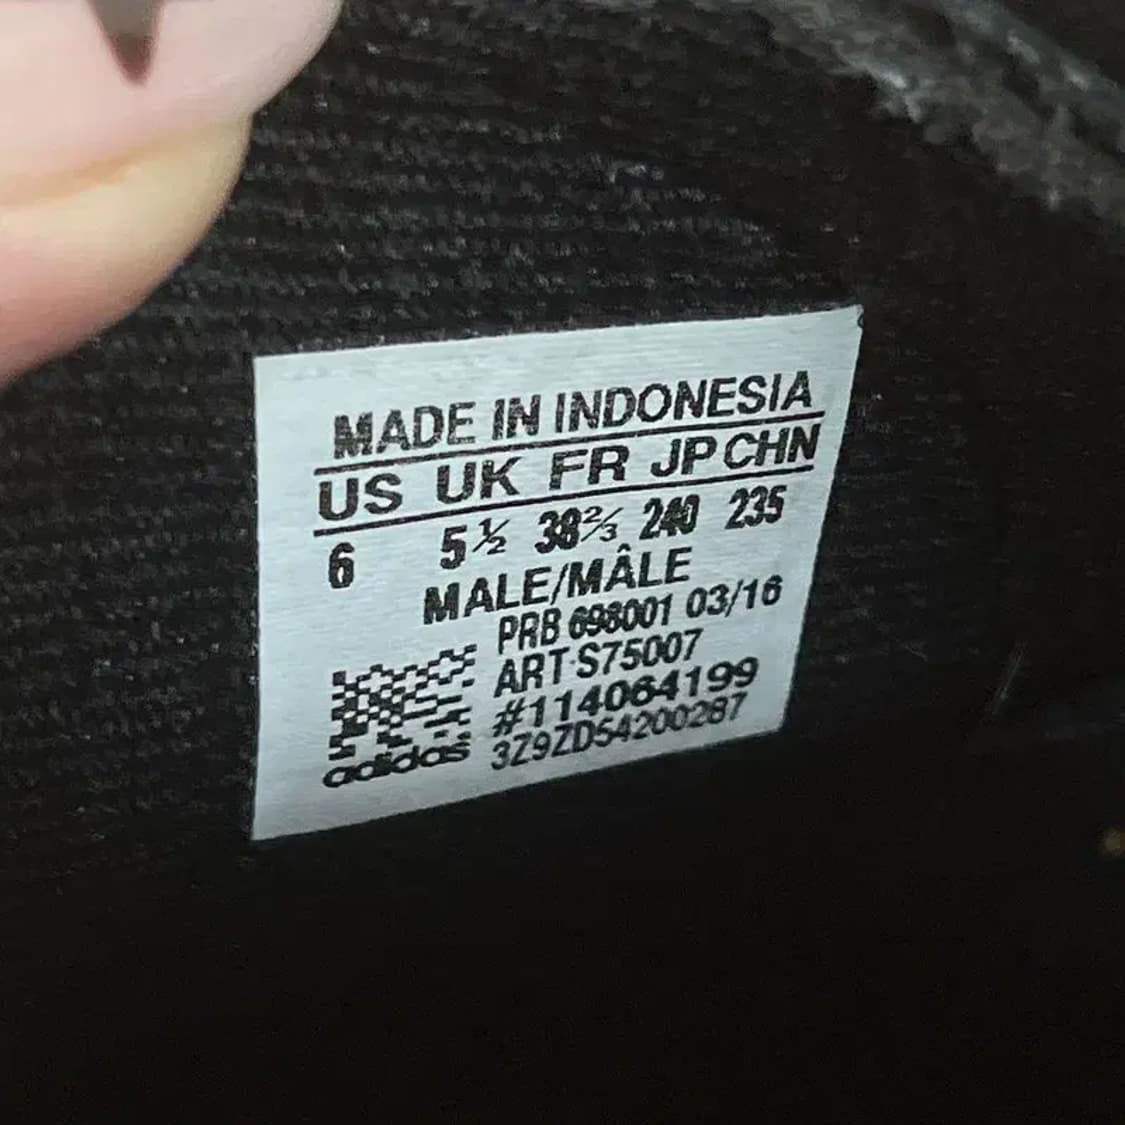 MADE IN INDONESIA
US UK FR JP CHN
6 5½ 38⅔ 240 235
MALE/MÂLE
PRB 698001 03/16
ART S75007
#114064199
adidas 3Z9ZD54200287